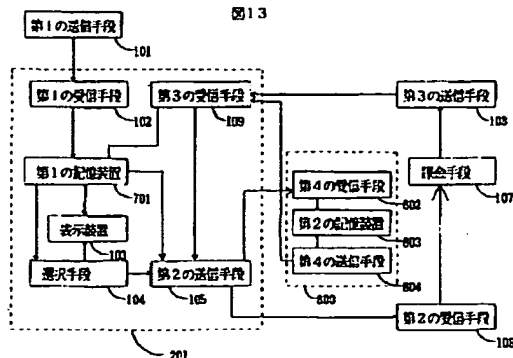 図13
第1の送信手段
101
第1の受信手段
102
第3の受信手段
109
第3の送信手段
108
第1の記憶装置
701
第4の受信手段
602
課金手段
107
表示装置
103
第2の記憶装置
603
選択手段
104
第2の送信手段
105
第4の送信手段
604
第2の受信手段
201